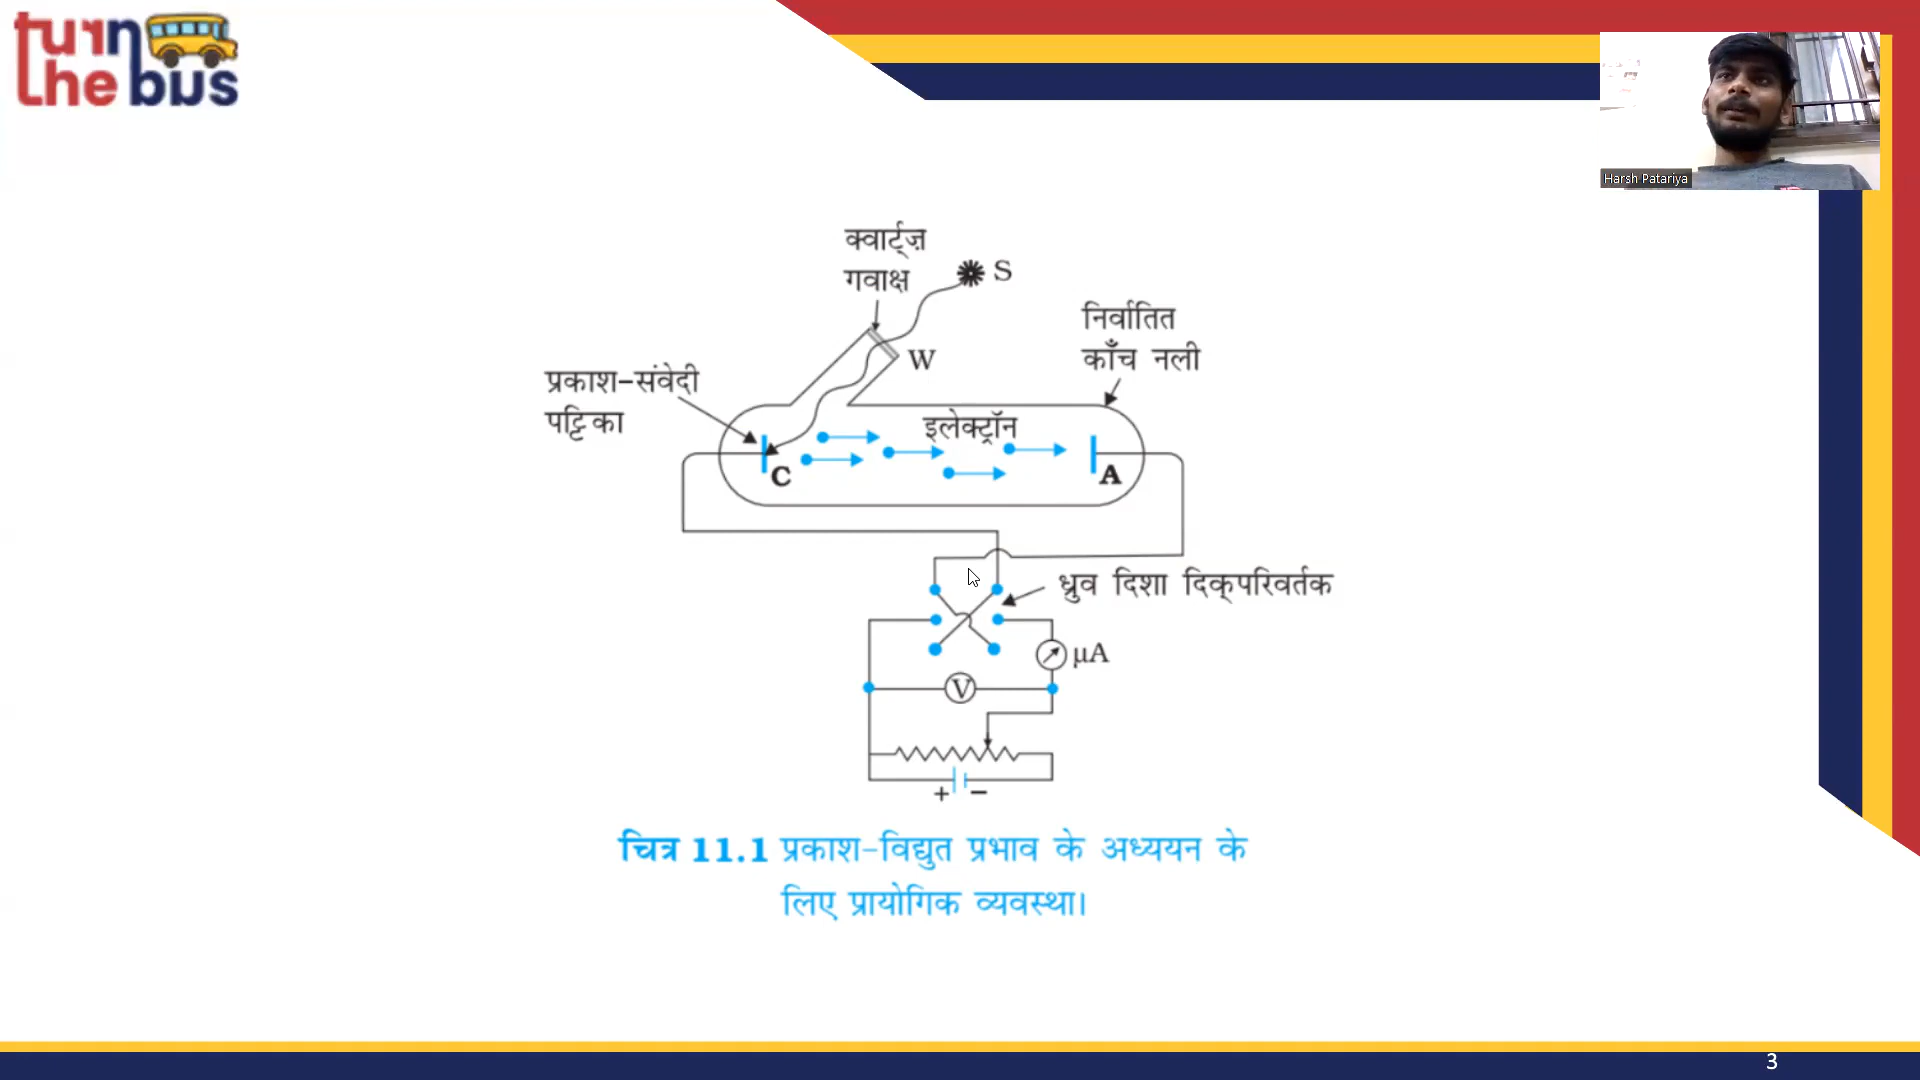 turn
the bus
Harsh Patariya
क्वार्ट्ज़
गवाक्ष
S
निर्वातित
काँच नली
W
प्रकाश-संवेदी
पट्टिका
इलेक्ट्रॉन
C
A
ध्रुव दिशा दिक्परिवर्तक
μA
V
+ −
चित्र 11.1 प्रकाश-विद्युत प्रभाव के अध्ययन के
लिए प्रायोगिक व्यवस्था।
3